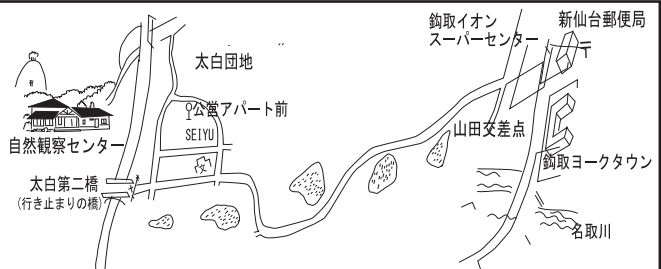 鈎取イオン
スーパーセンター
新仙台郵便局
太白団地
公営アパート前
SEIYU
自然観察センター
山田交差点
鈎取ヨークタウン
文
太白第二橋
(行き止まりの橋)
名取川